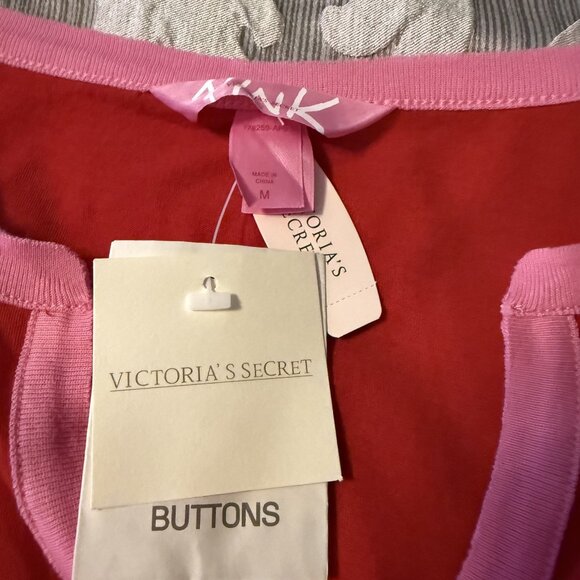 PINK
MADE IN
CHINA
M
VICTORIA'S
SECRET
VICTORIA'S SECRET
BUTTONS